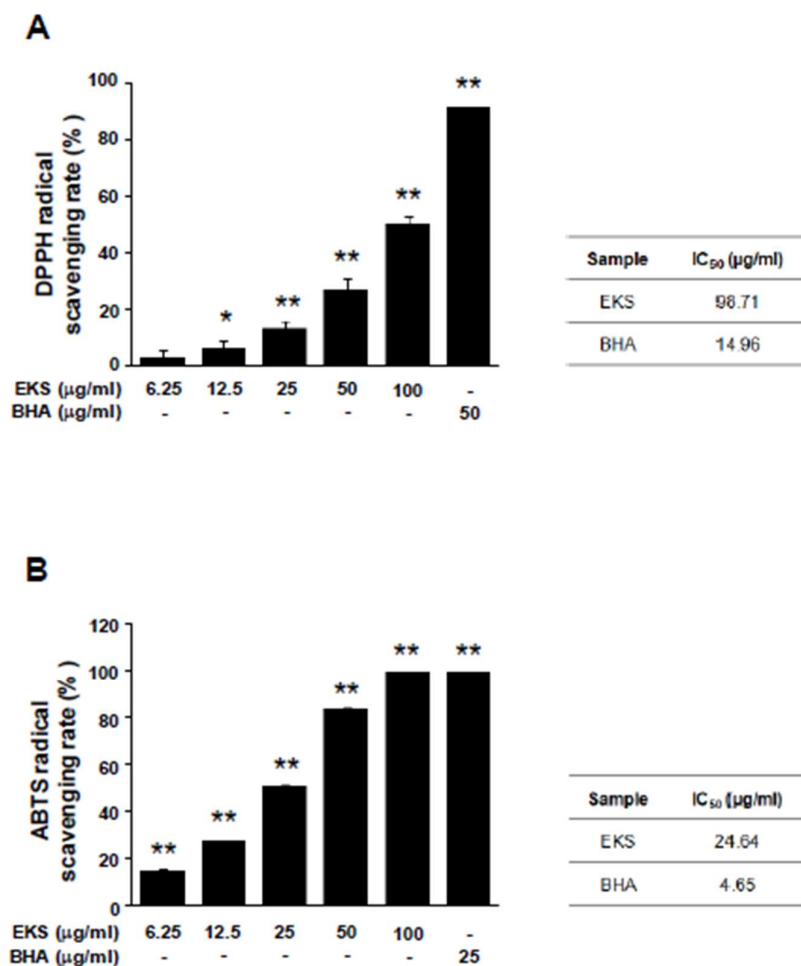 A
DPPH radical
scavenging rate (%)
100
80
60
40
20
0
* ** ** ** **
EKS (μg/ml) 6.25 12.5 25 50 100 -
BHA (μg/ml) - - - - - 50
Sample IC50 (μg/ml)
EKS 98.71
BHA 14.96
B
ABTS radical
scavenging rate (%)
120
100
80
60
40
20
0
** ** ** ** ** **
EKS (μg/ml) 6.25 12.5 25 50 100 -
BHA (μg/ml) - - - - - 25
Sample IC50 (μg/ml)
EKS 24.64
BHA 4.65